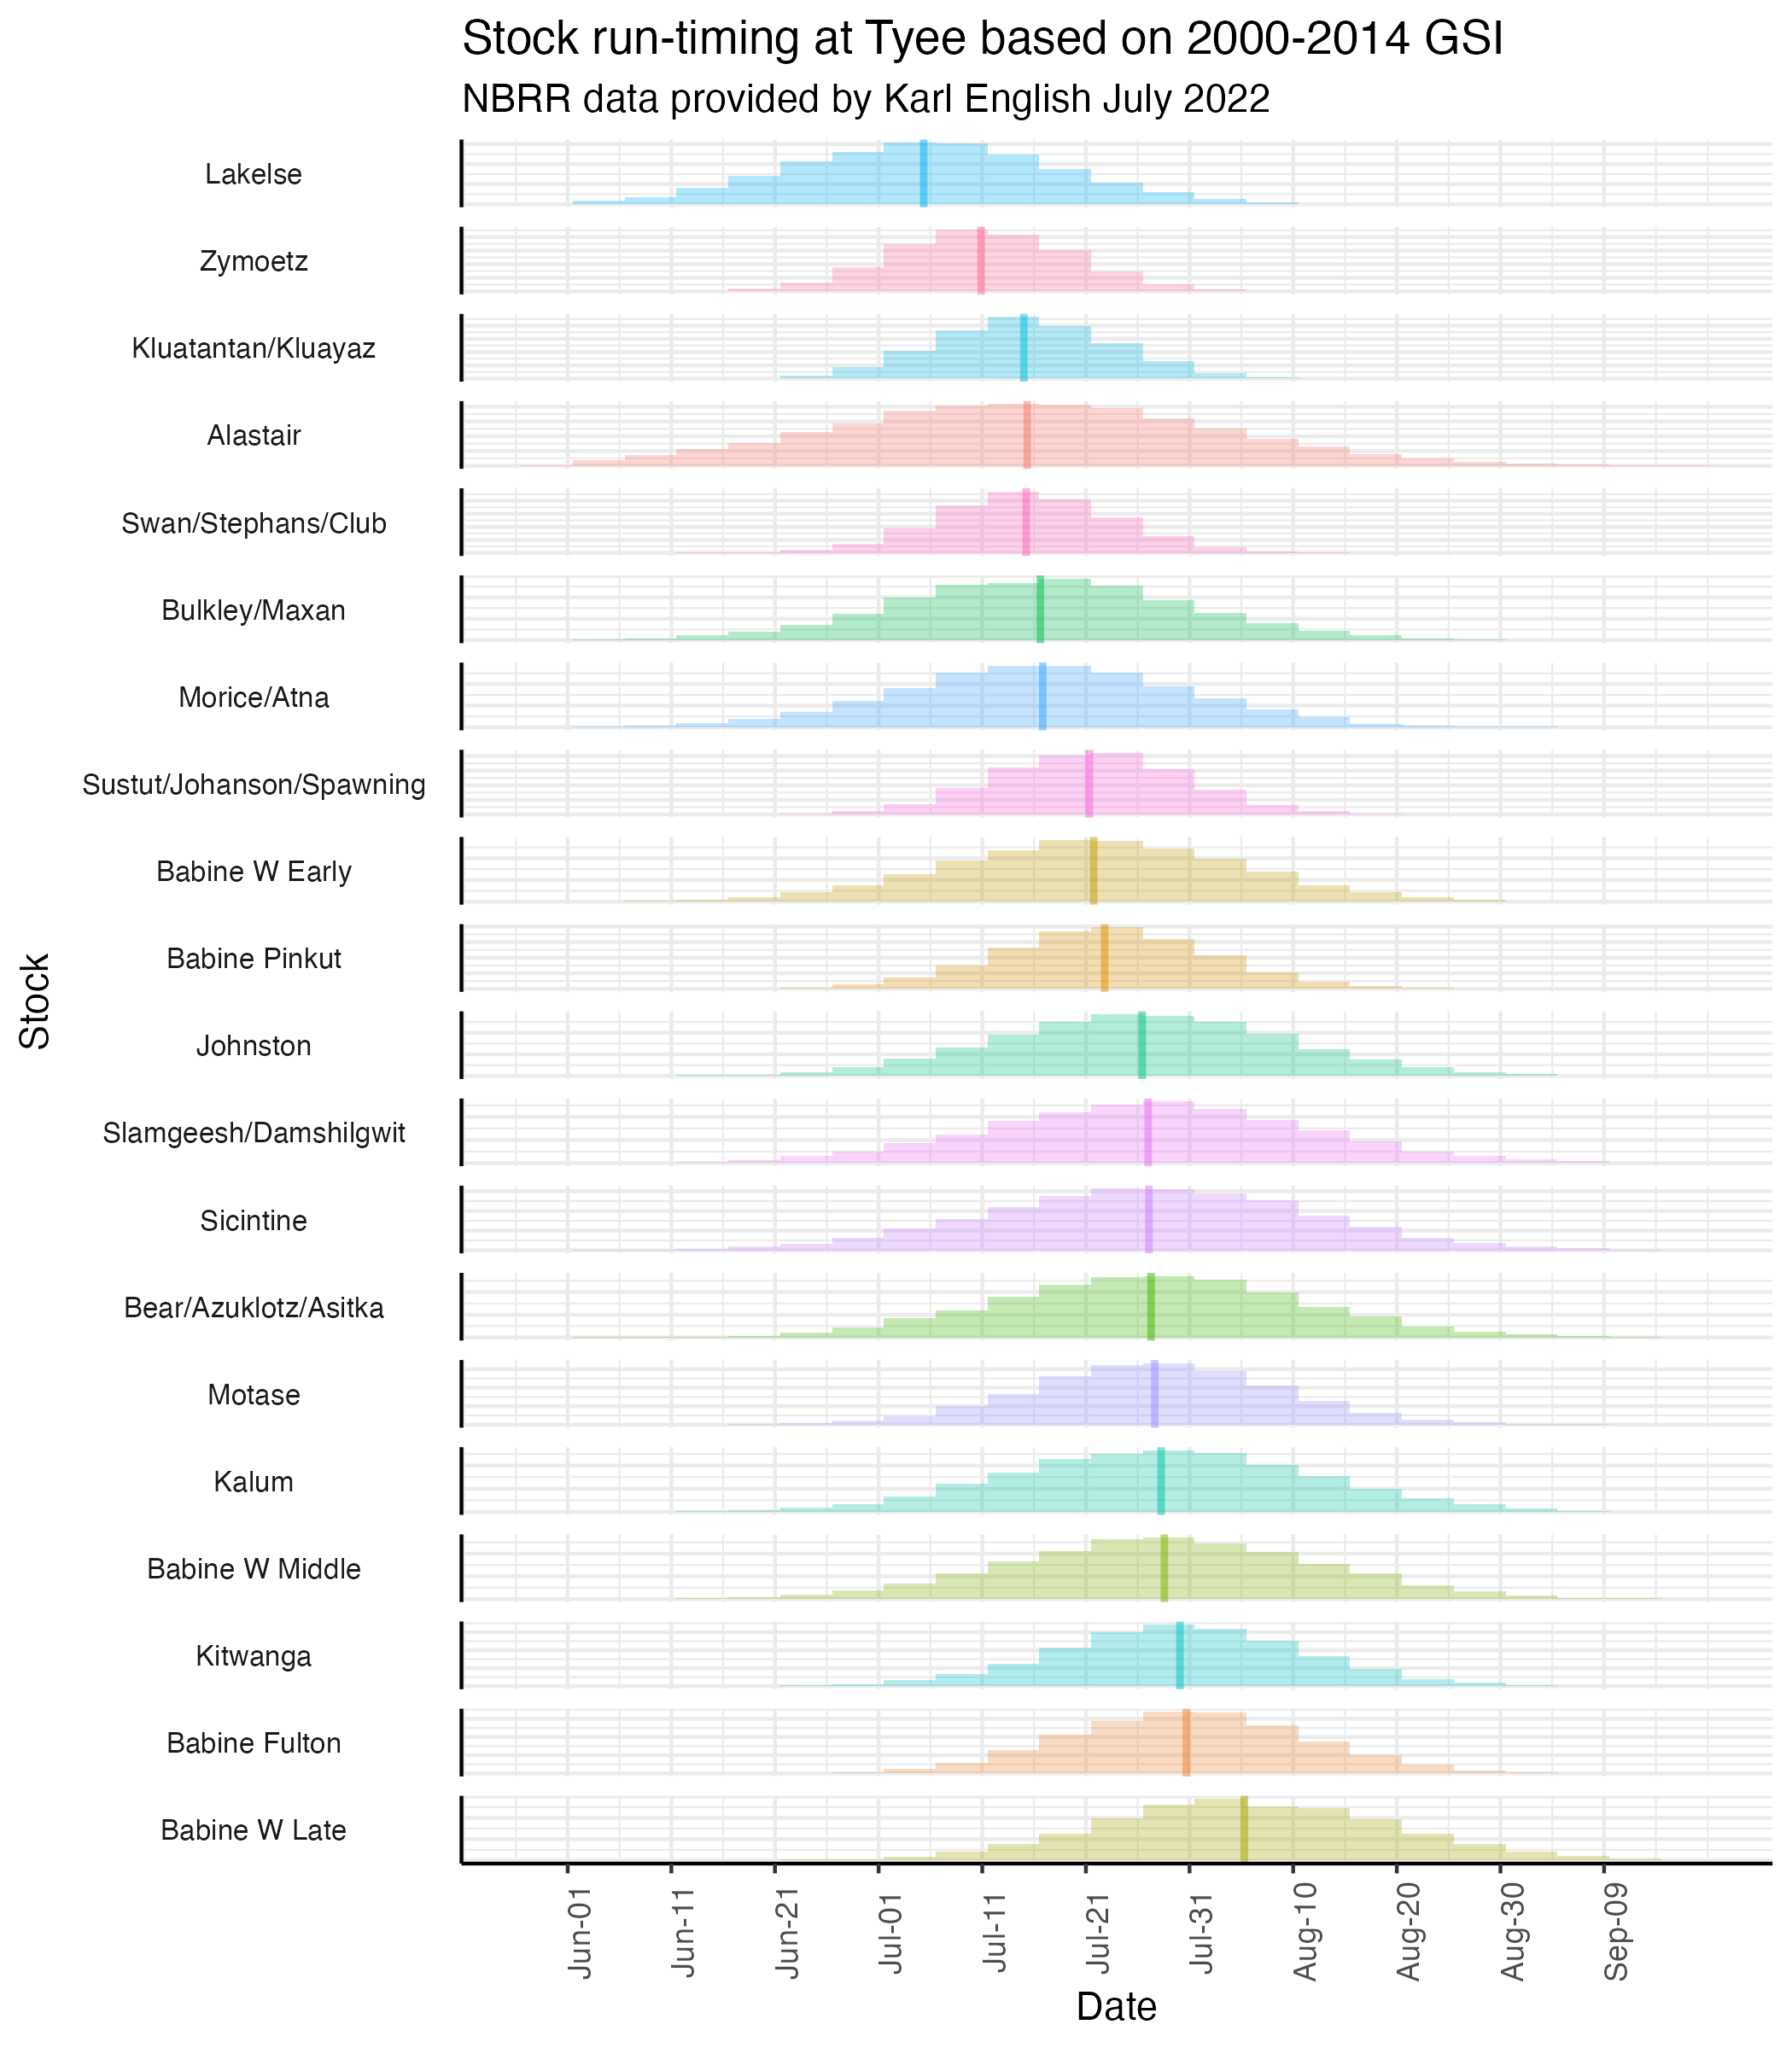 Stock run-timing at Tyee based on 2000-2014 GSI
NBRR data provided by Karl English July 2022
Lakelse
Zymoetz
Kluatantan/Kluayaz
Alastair
Swan/Stephans/Club
Bulkley/Maxan
Morice/Atna
Sustut/Johanson/Spawning
Babine W Early
Babine Pinkut
Johnston
Slamgeesh/Damshilgwit
Sicintine
Bear/Azuklotz/Asitka
Motase
Kalum
Babine W Middle
Kitwanga
Babine Fulton
Babine W Late
Stock
Jun-01
Jun-11
Jun-21
Jul-01
Jul-11
Jul-21
Jul-31
Aug-10
Aug-20
Aug-30
Sep-09
Date